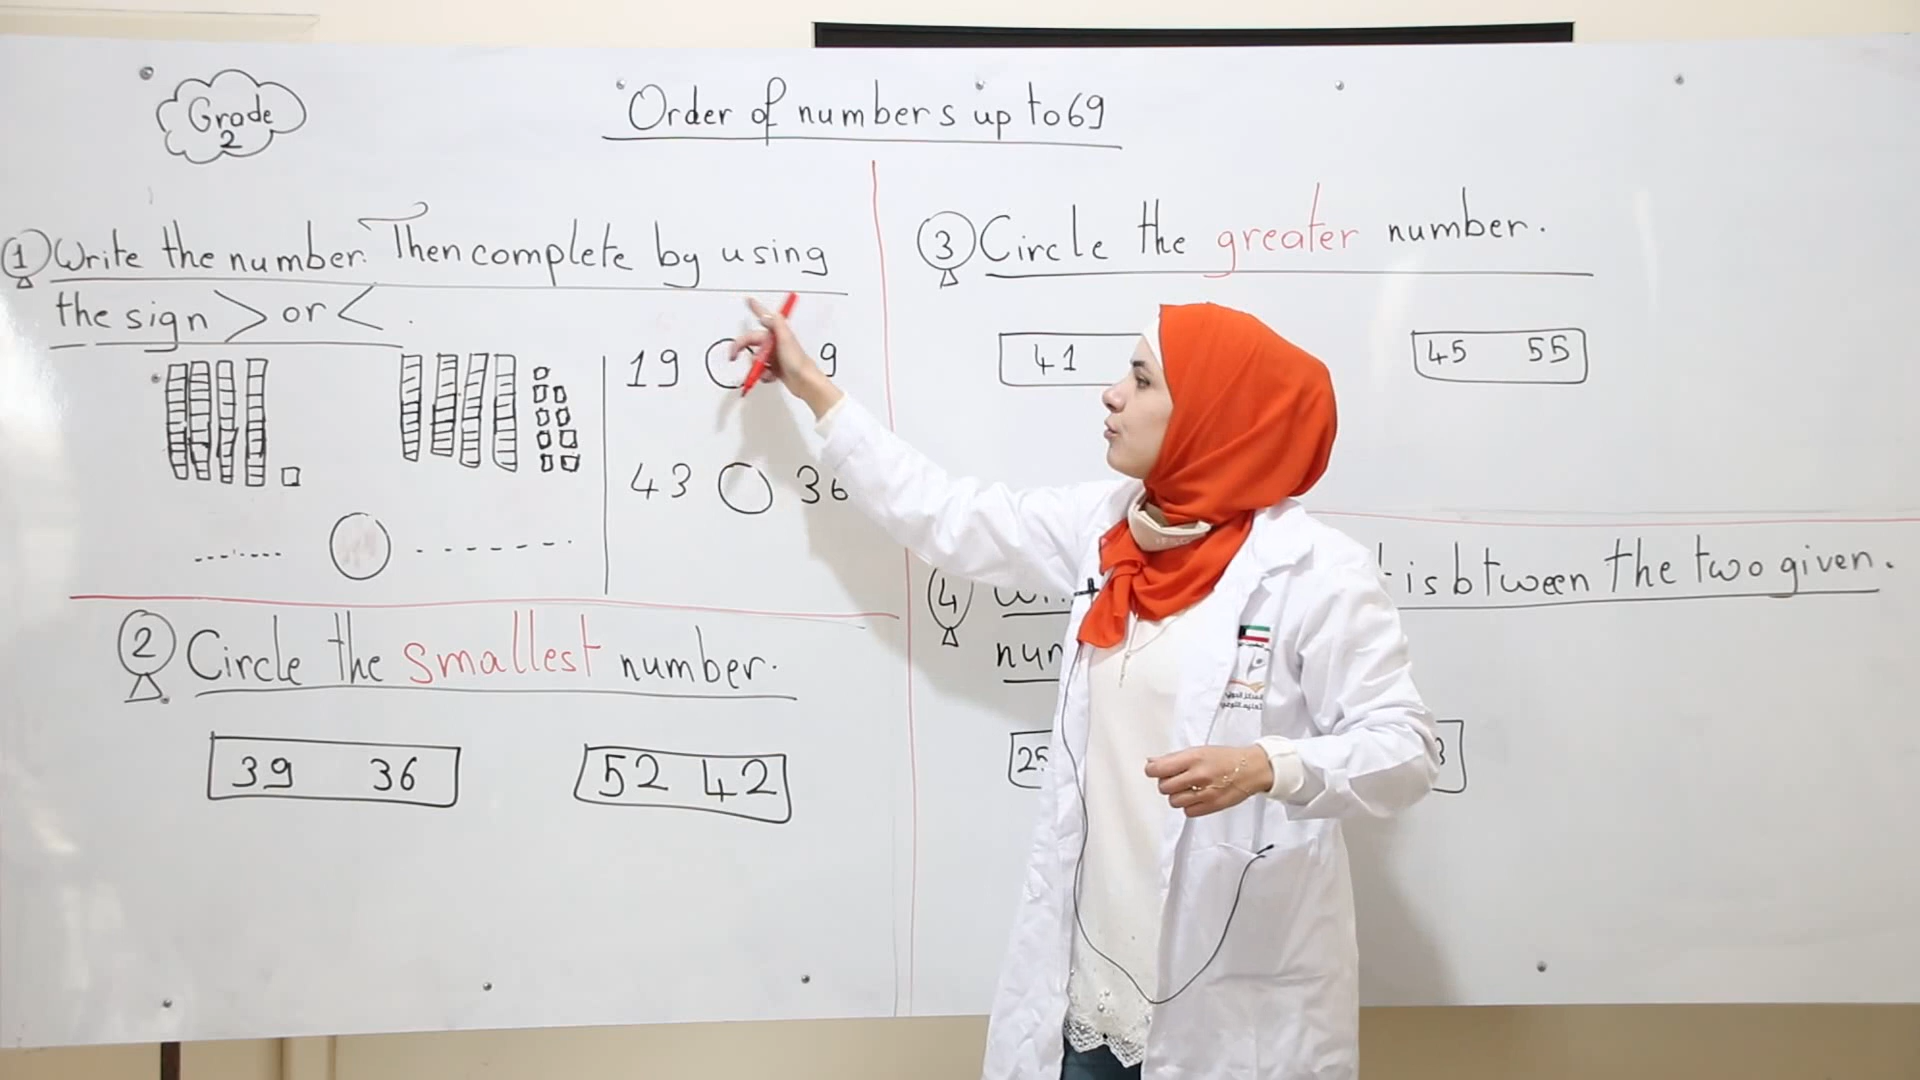 Grade
2
Order of numbers up to 69
1 Write the number. Then complete by using
the sign > or < .
19 9
43 36
2 Circle the smallest number.
39 36
52 42
3 Circle the greater number.
41
45 55
4
is btween the two given.
25
3